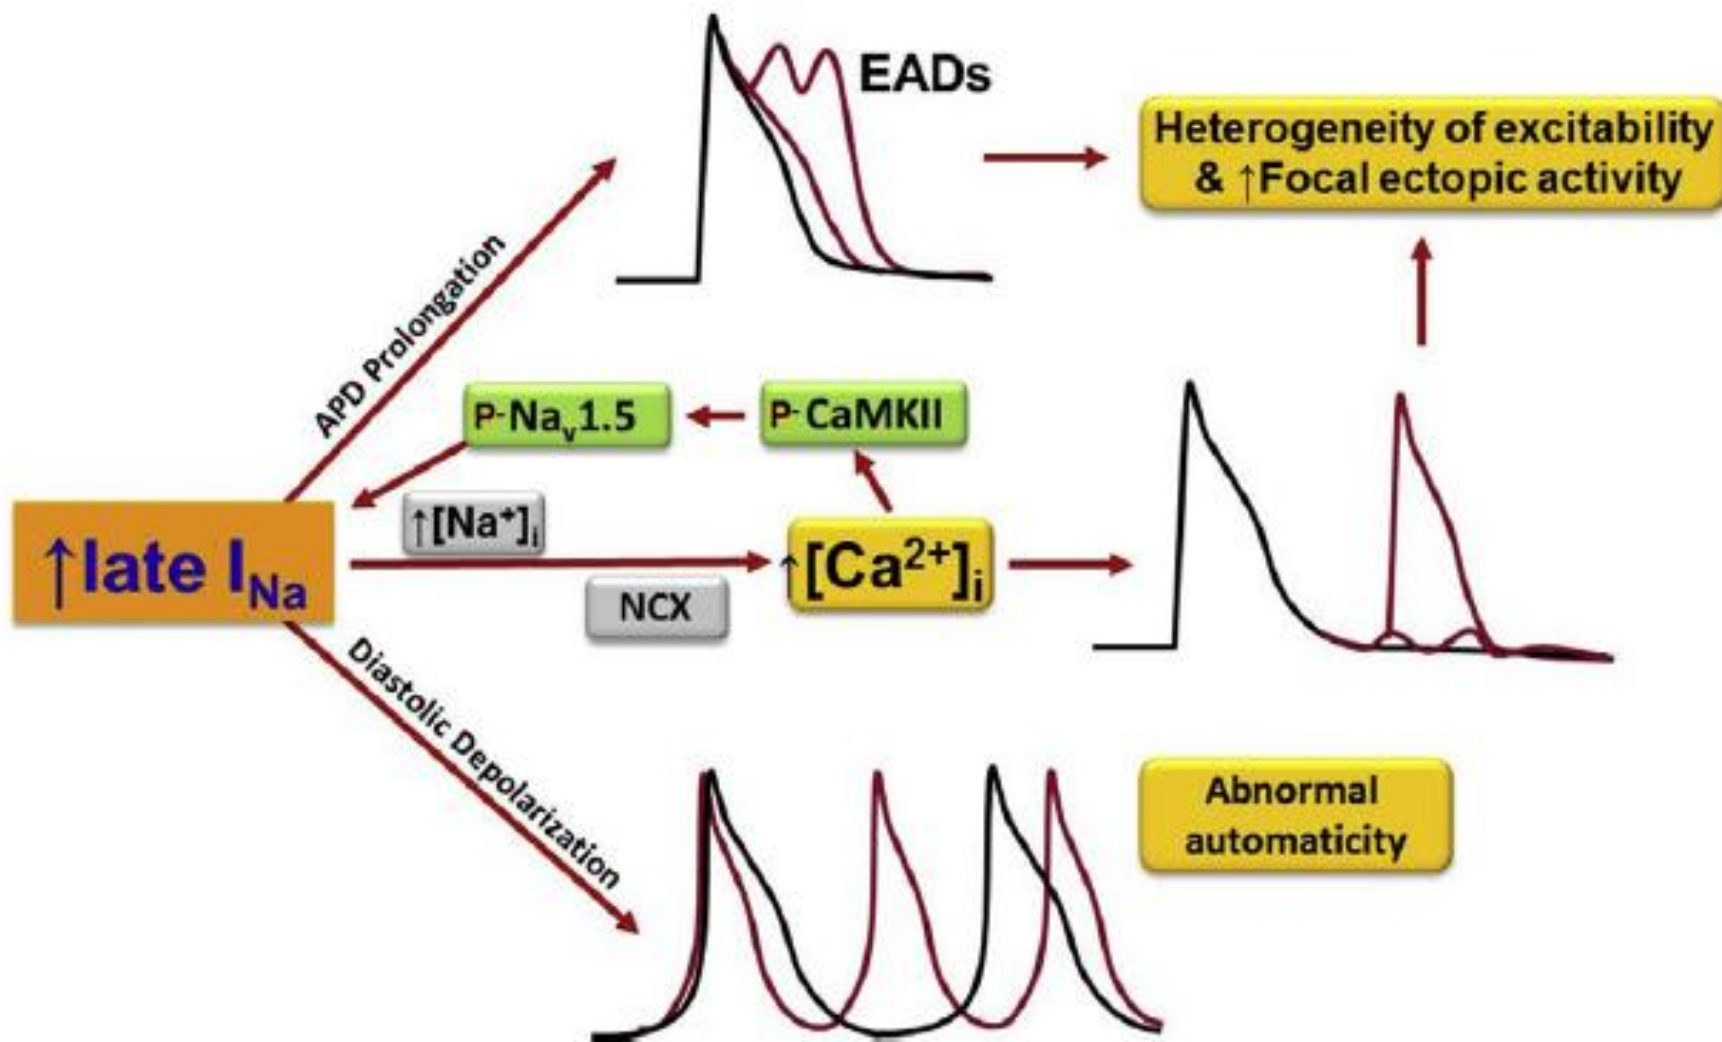 EADs
Heterogeneity of excitability
& ↑Focal ectopic activity
APD Prolongation
P-Naᵥ1.5
P-CaMKII
↑[Na⁺]ᵢ
↑late I_Na
↑[Ca²⁺]ᵢ
NCX
Diastolic Depolarization
Abnormal
automaticity